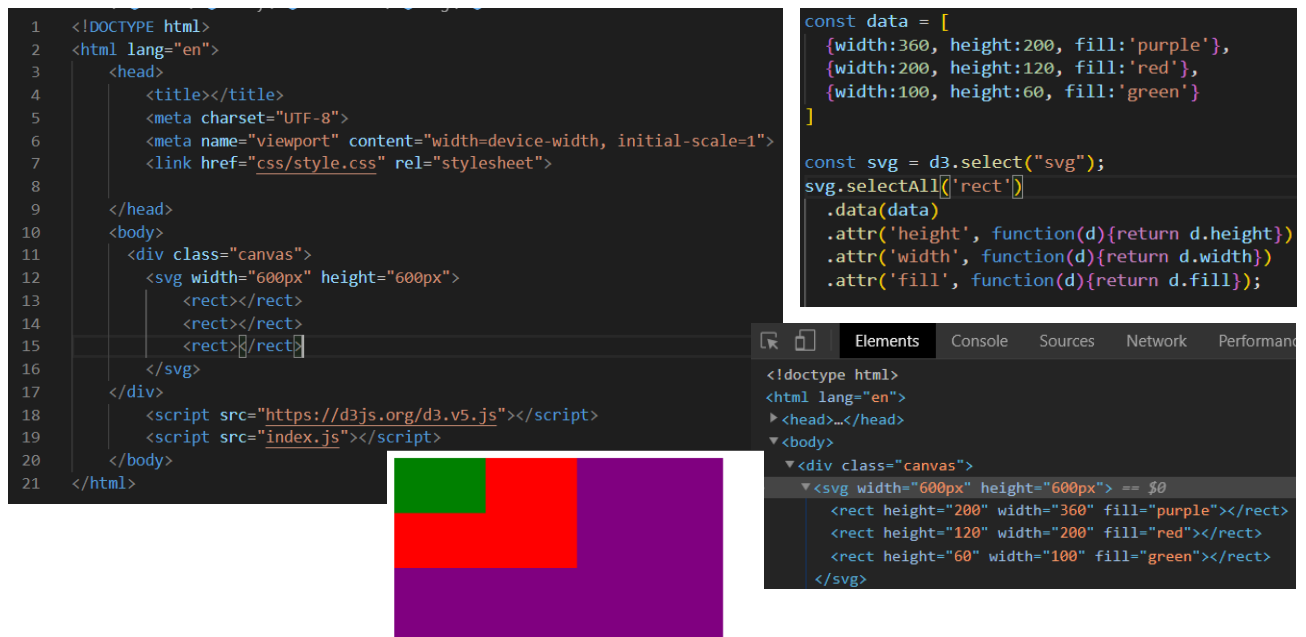 1 <!DOCTYPE html>
2 <html lang="en">
3 <head>
4 <title></title>
5 <meta charset="UTF-8">
6 <meta name="viewport" content="width=device-width, initial-scale=1">
7 <link href="css/style.css" rel="stylesheet">
8
9 </head>
10 <body>
11 <div class="canvas">
12 <svg width="600px" height="600px">
13 <rect></rect>
14 <rect></rect>
15 <rect></rect>
16 </svg>
17 </div>
18 <script src="https://d3js.org/d3.v5.js"></script>
19 <script src="index.js"></script>
20 </body>
21 </html>
const data = [
{width:360, height:200, fill:'purple'},
{width:200, height:120, fill:'red'},
{width:100, height:60, fill:'green'}
]
const svg = d3.select("svg");
svg.selectAll('rect')
.data(data)
.attr('height', function(d){return d.height})
.attr('width', function(d){return d.width})
.attr('fill', function(d){return d.fill});
Elements Console Sources Network Performanc
<!doctype html>
<html lang="en">
<head>…</head>
<body>
<div class="canvas">
<svg width="600px" height="600px"> == $0
<rect height="200" width="360" fill="purple"></rect>
<rect height="120" width="200" fill="red"></rect>
<rect height="60" width="100" fill="green"></rect>
</svg>